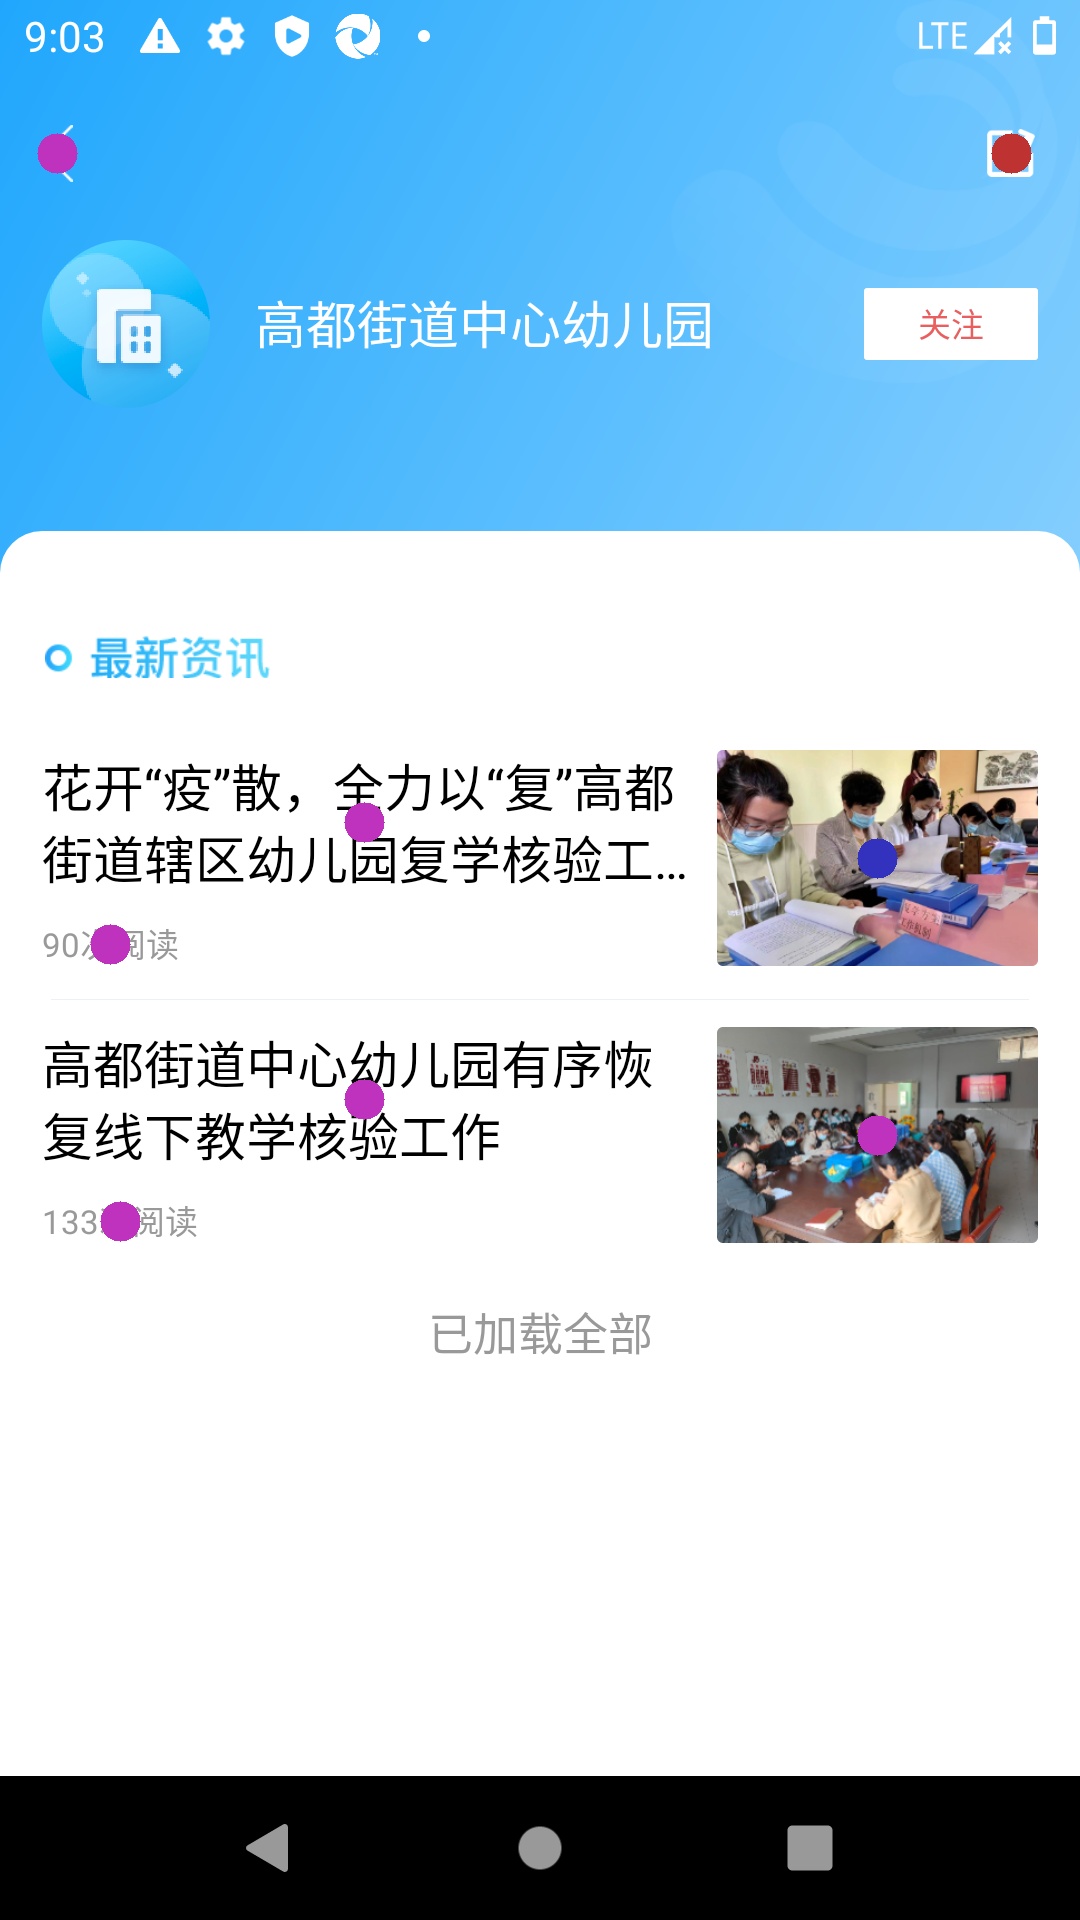 9:03
LTE
高都街道中心幼儿园
关注
最新资讯
花开“疫”散，全力以“复”高都
街道辖区幼儿园复学核验工...
90次阅读
高都街道中心幼儿园有序恢
复线下教学核验工作
133 阅读
已加载全部